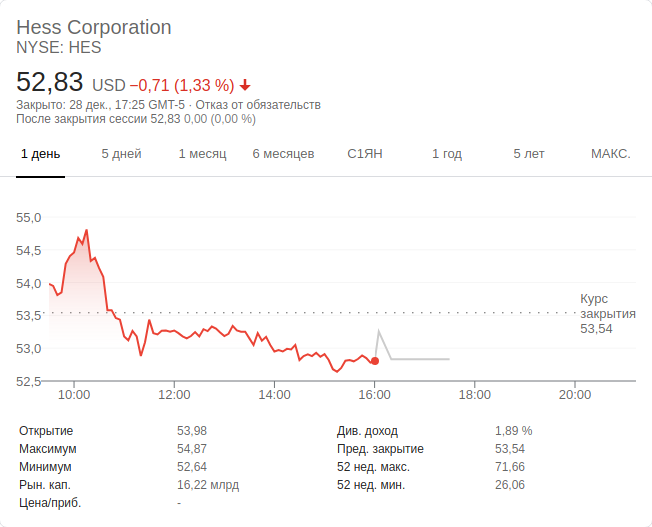 Hess Corporation
NYSE: HES
52,83 USD −0,71 (1,33 %)
Закрыто: 28 дек., 17:25 GMT-5 · Отказ от обязательств
После закрытия сессии 52,83 0,00 (0,00 %)
1 день 5 дней 1 месяц 6 месяцев С1ЯН 1 год 5 лет МАКС.
55,0
54,5
54,0
53,5
53,0
52,5
Курс
закрытия
53,54
10:00 12:00 14:00 16:00 18:00 20:00
Открытие 53,98 Див. доход 1,89 %
Максимум 54,87 Пред. закрытие 53,54
Минимум 52,64 52 нед. макс. 71,66
Рын. кап. 16,22 млрд 52 нед. мин. 26,06
Цена/приб. -